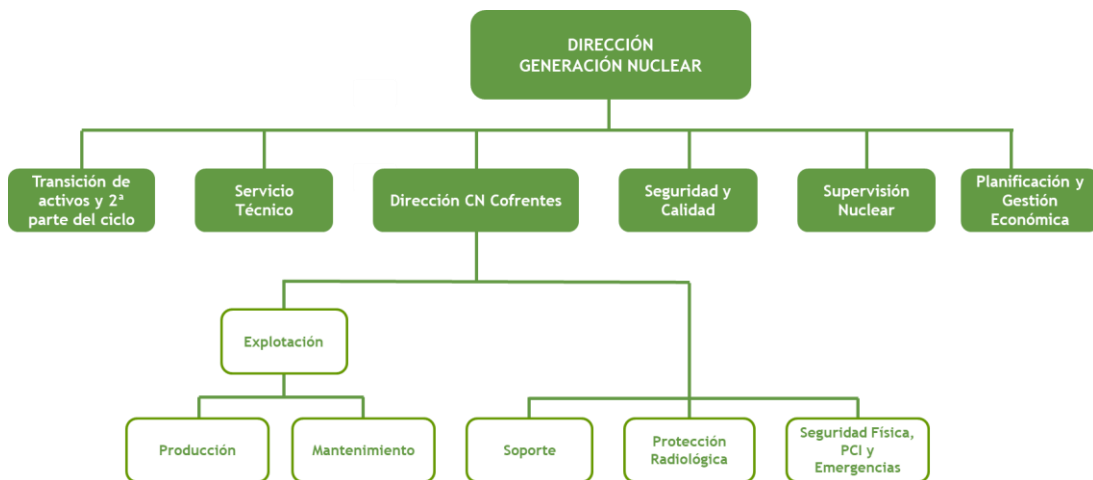 DIRECCIÓN
GENERACIÓN NUCLEAR
Transición de
activos y 2ª
parte del ciclo
Servicio
Técnico
Dirección CN Cofrentes
Seguridad y
Calidad
Supervisión
Nuclear
Planificación y
Gestión
Económica
Explotación
Producción
Mantenimiento
Soporte
Protección
Radiológica
Seguridad Física,
PCI y
Emergencias